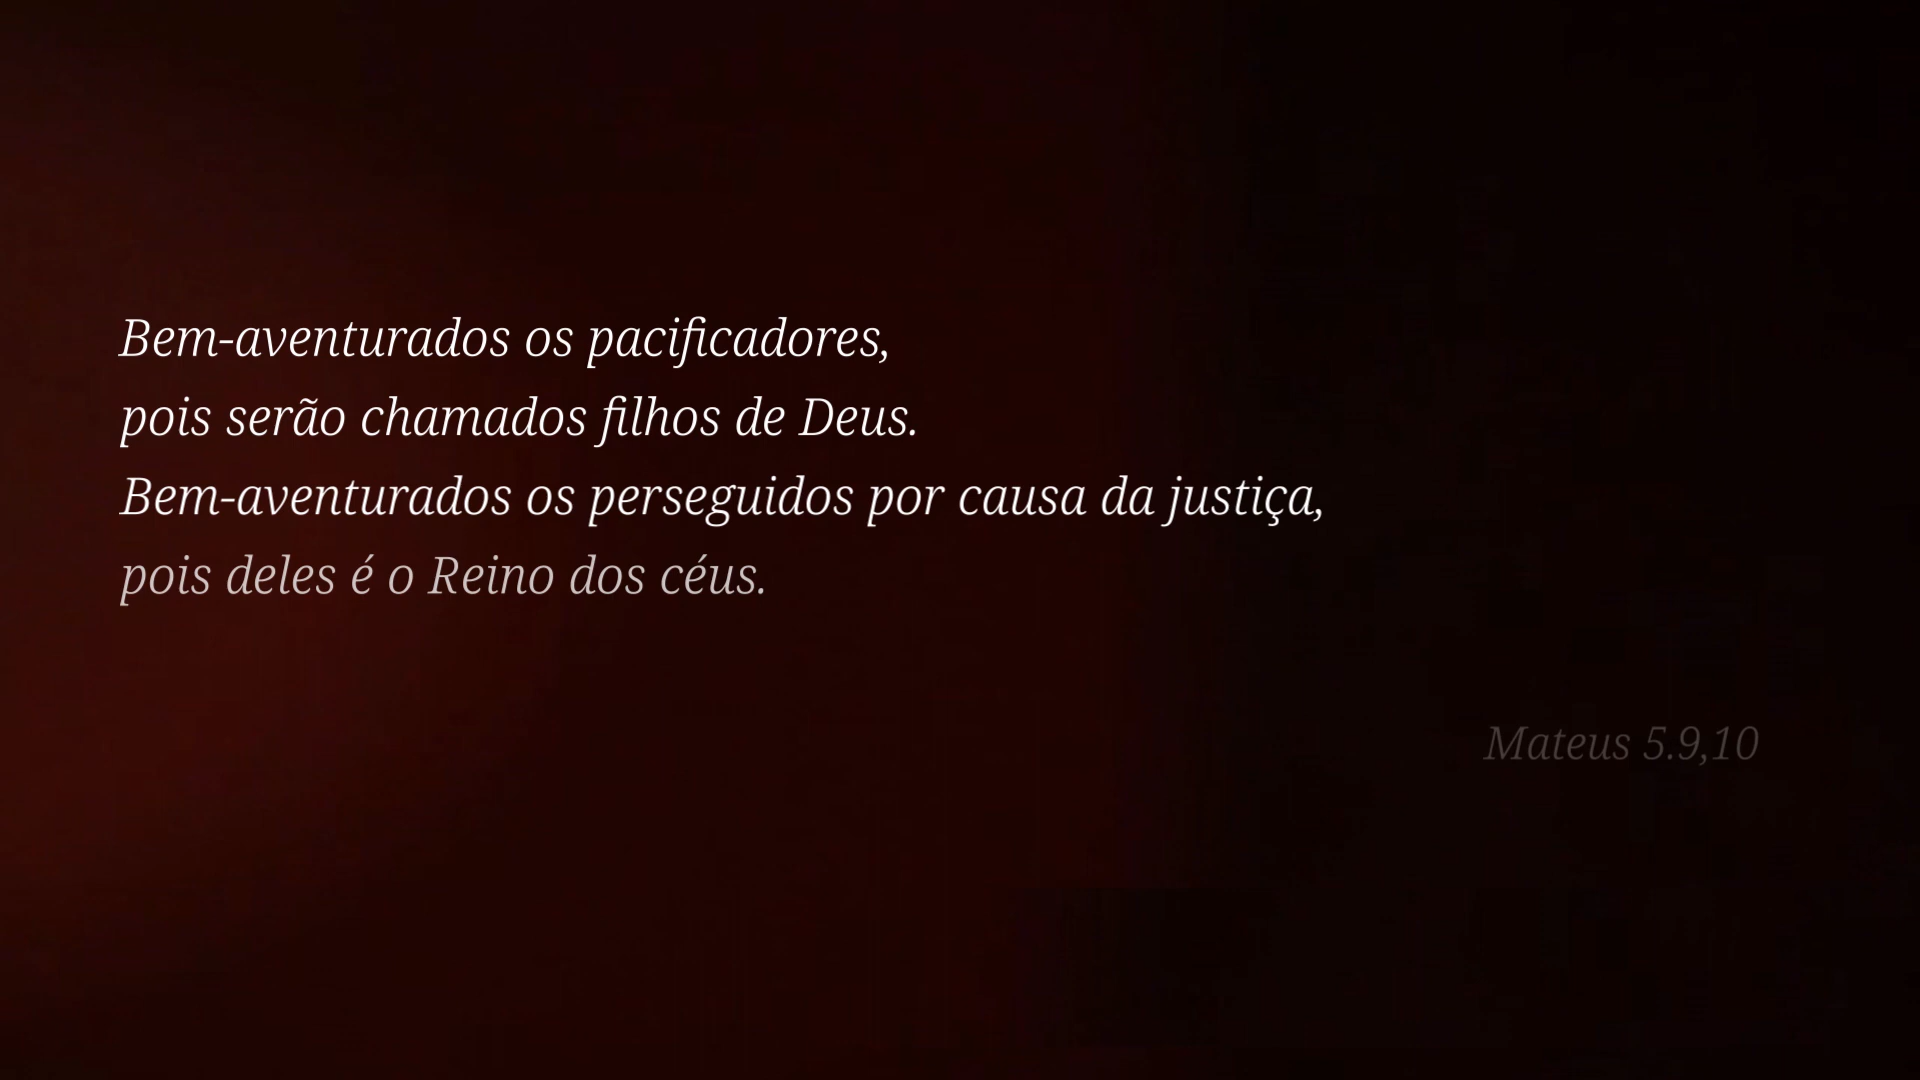 Bem-aventurados os pacificadores,
pois serão chamados filhos de Deus.
Bem-aventurados os perseguidos por causa da justiça,
pois deles é o Reino dos céus.
Mateus 5.9,10